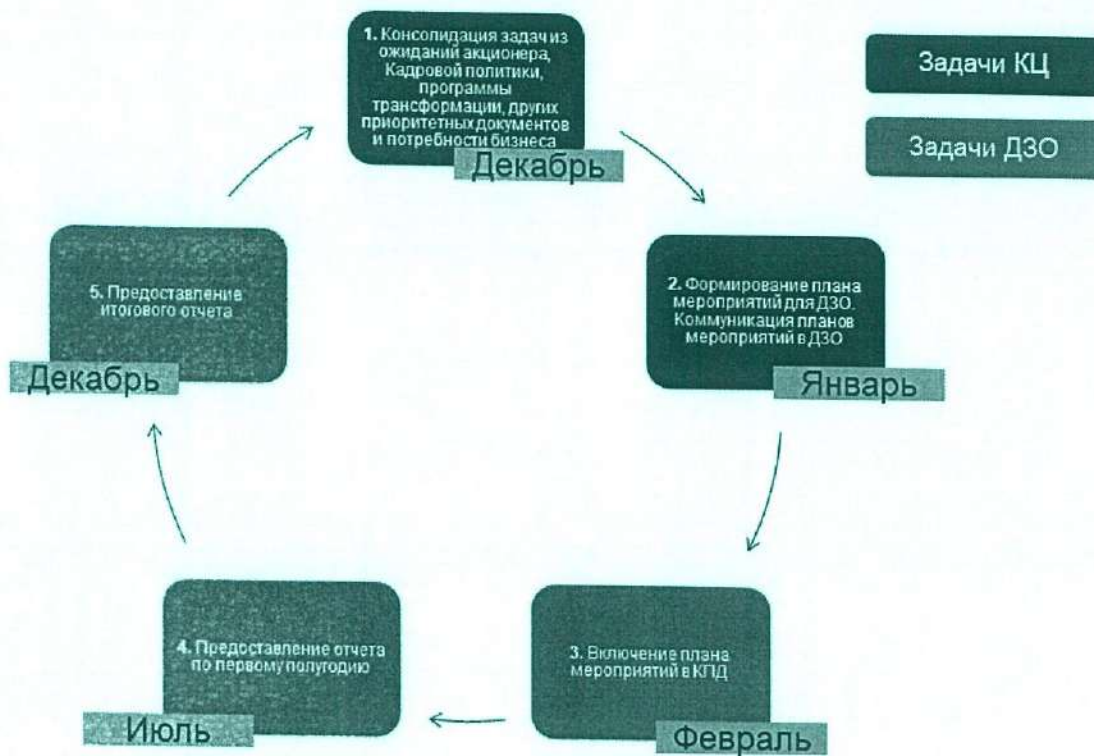 1. Консолидация задач из
ожиданий акционера,
Кадровой политики,
программы
трансформации, других
приоритетных документов
и потребности бизнеса
Декабрь
Задачи КЦ
Задачи ДЗО
2. Формирование плана
мероприятий для ДЗО.
Коммуникация планов
мероприятий в ДЗО
Январь
3. Включение плана
мероприятий в КПД
Февраль
4. Предоставление отчета
по первому полугодию
Июль
5. Предоставление
итогового отчета
Декабрь